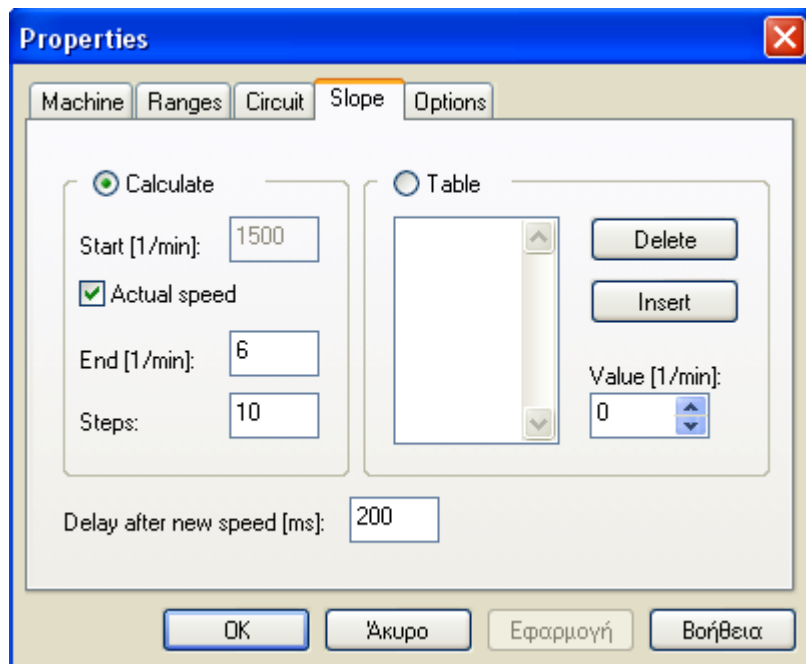 Properties
Machine Ranges Circuit Slope Options
Calculate
Start [1/min]: 1500
Actual speed
End [1/min]: 6
Steps: 10
Table
Delete
Insert
Value [1/min]:
0
Delay after new speed [ms]: 200
OK Άκυρο Εφαρμογή Βοήθεια